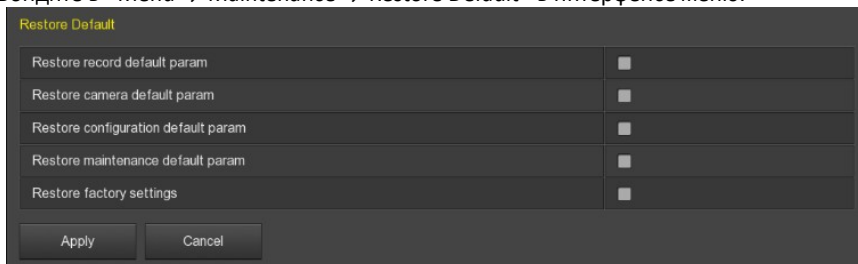 Restore Default
Restore record default param
Restore camera default param
Restore configuration default param
Restore maintenance default param
Restore factory settings
Apply Cancel